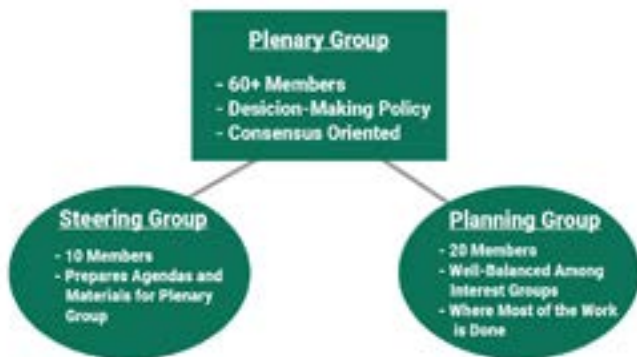 Plenary Group
- 60+ Members
- Desicion-Making Policy
- Consensus Oriented
Steering Group
- 10 Members
- Prepares Agendas and
Materials for Plenary
Group
Planning Group
- 20 Members
- Well-Balanced Among
Interest Groups
- Where Most of the Work
is Done